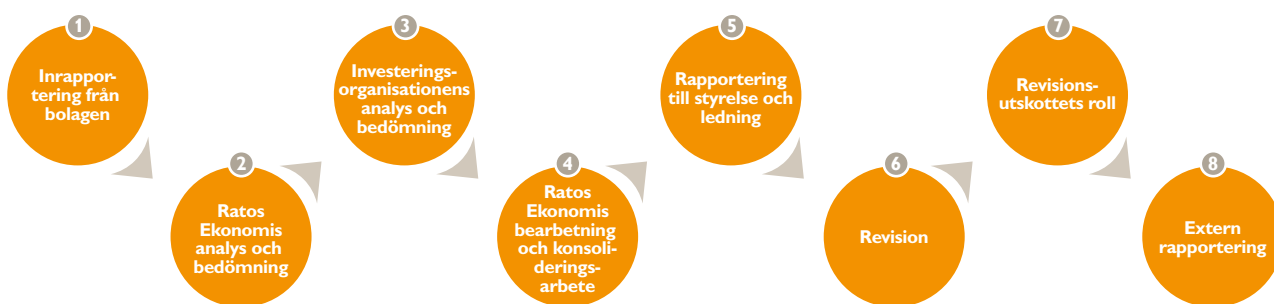 1
Inrappor-
tering från
bolagen
2
Ratos
Ekonomis
analys och
bedömning
3
Investerings-
organisationens
analys och
bedömning
4
Ratos
Ekonomis
bearbetning
och konsoli-
derings-
arbete
5
Rapportering
till styrelse och
ledning
6
Revision
7
Revisions-
utskottets roll
8
Extern
rapportering